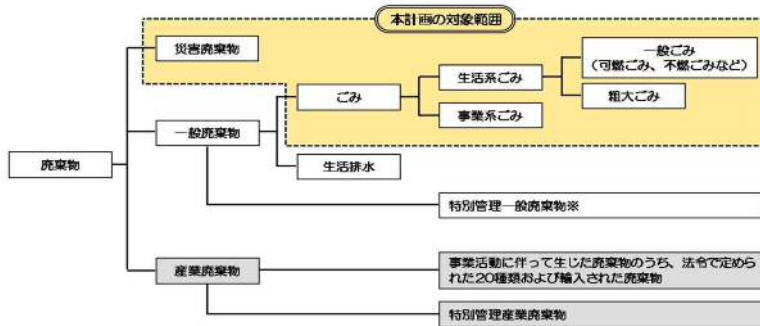 本計画の対象範囲
災害廃棄物
一般ごみ
（可燃ごみ、不燃ごみなど）
生活系ごみ
ごみ
粗大ごみ
事業系ごみ
一般廃棄物
生活排水
廃棄物
特別管理一般廃棄物※
産業廃棄物
事業活動に伴って生じた廃棄物のうち、法令で定めら
れた20種類および輸入された廃棄物
特別管理産業廃棄物